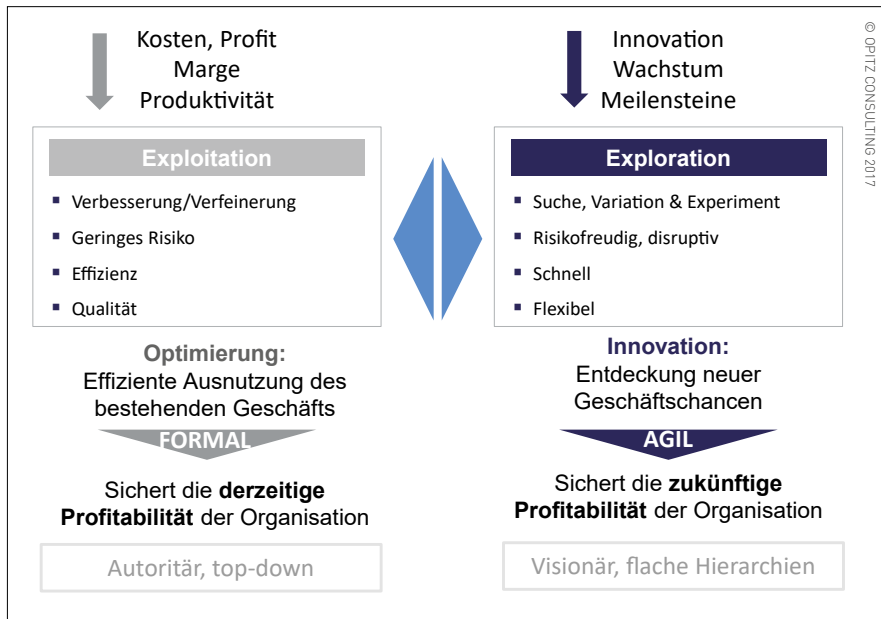 Kosten, Profit
Marge
Produktivität
Exploitation
▪ Verbesserung/Verfeinerung
▪ Geringes Risiko
▪ Effizienz
▪ Qualität
Optimierung:
Effiziente Ausnutzung des
bestehenden Geschäfts
FORMAL
Sichert die derzeitige
Profitabilität der Organisation
Autoritär, top-down
Innovation
Wachstum
Meilensteine
Exploration
▪ Suche, Variation & Experiment
▪ Risikofreudig, disruptiv
▪ Schnell
▪ Flexibel
Innovation:
Entdeckung neuer
Geschäftschancen
AGIL
Sichert die zukünftige
Profitabilität der Organisation
Visionär, flache Hierarchien
© OPITZ CONSULTING 2017